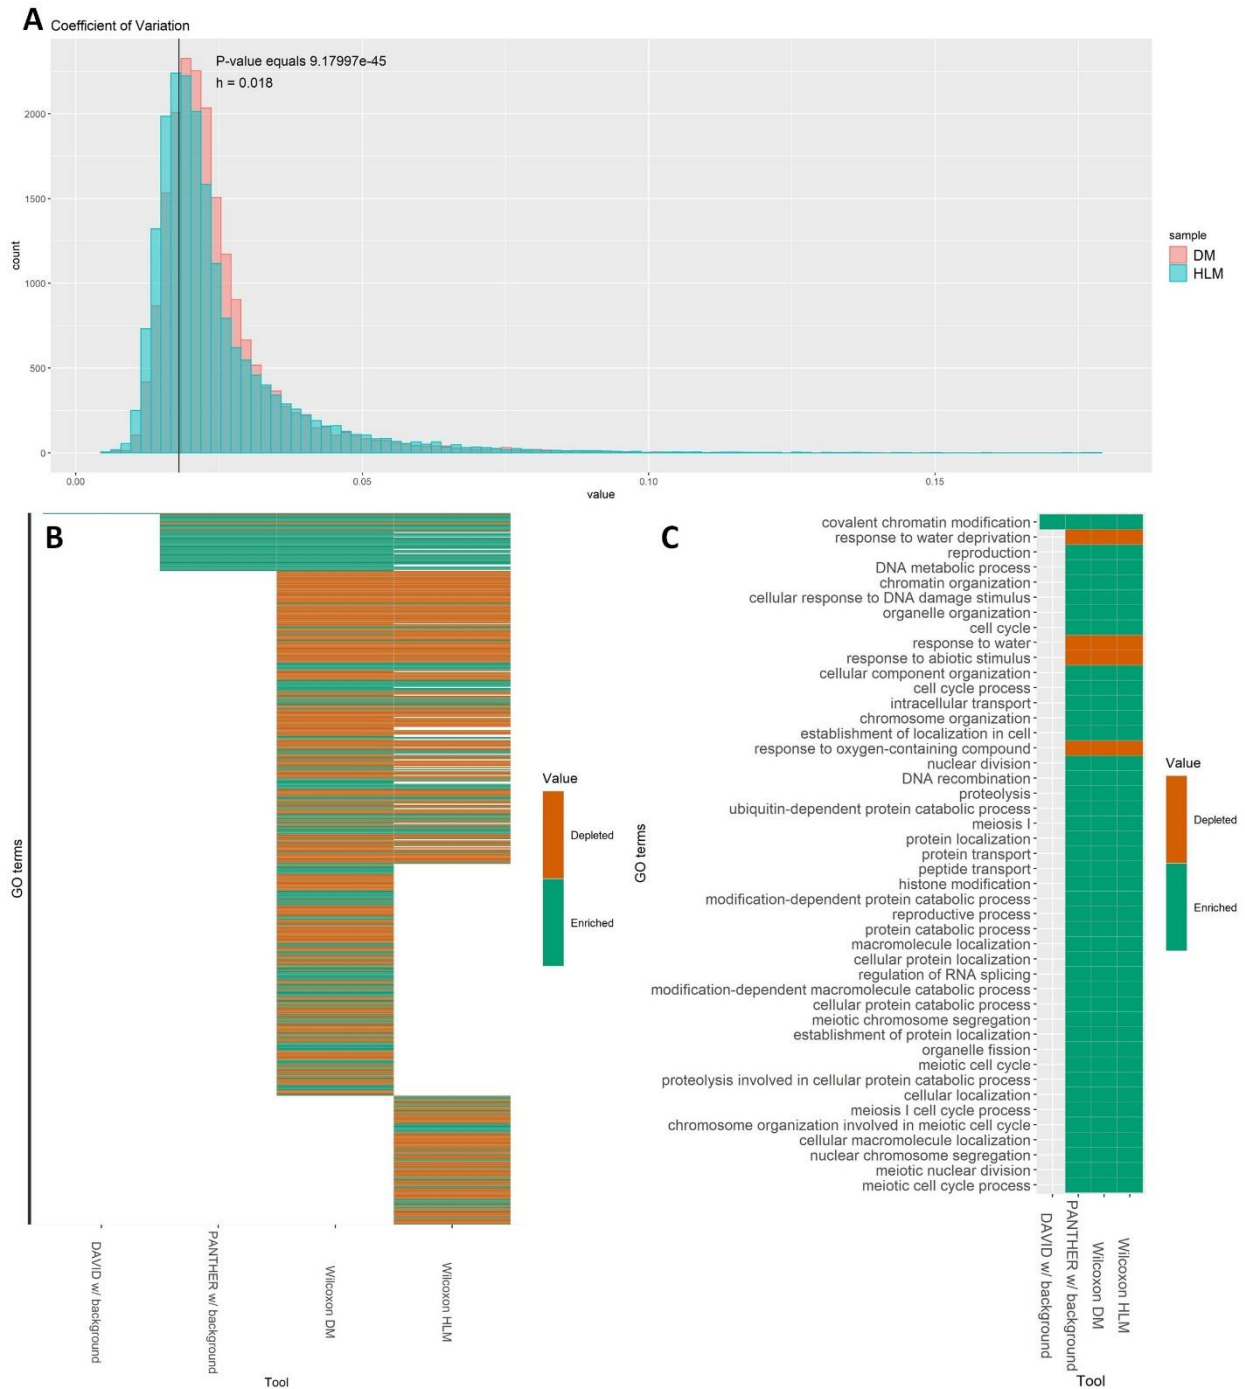 A Coefficient of Variation
P-value equals 9.17997e-45
h = 0.018
2000
1500
1000
500
0
count
0.00
0.05
0.10
0.15
value
sample
DM
HLM
B
GO terms
Value
Depleted
Enriched
DAVID w/ background
PANTHER w/ background
Wilcoxon DM
Wilcoxon HLM
Tool
C
covalent chromatin modification
response to water deprivation
reproduction
DNA metabolic process
chromatin organization
cellular response to DNA damage stimulus
organelle organization
cell cycle
response to water
response to abiotic stimulus
cellular component organization
cell cycle process
intracellular transport
chromosome organization
establishment of localization in cell
response to oxygen-containing compound
nuclear division
DNA recombination
proteolysis
ubiquitin-dependent protein catabolic process
meiosis I
protein localization
protein transport
peptide transport
histone modification
modification-dependent protein catabolic process
reproductive process
protein catabolic process
macromolecule localization
cellular protein localization
regulation of RNA splicing
modification-dependent macromolecule catabolic process
cellular protein catabolic process
meiotic chromosome segregation
establishment of protein localization
organelle fission
meiotic cell cycle
proteolysis involved in cellular protein catabolic process
cellular localization
meiosis I cell cycle process
chromosome organization involved in meiotic cell cycle
cellular macromolecule localization
nuclear chromosome segregation
meiotic nuclear division
meiotic cell cycle process
GO terms
Value
Depleted
Enriched
DAVID w/ background
PANTHER w/ background
Wilcoxon DM
Wilcoxon HLM
Tool